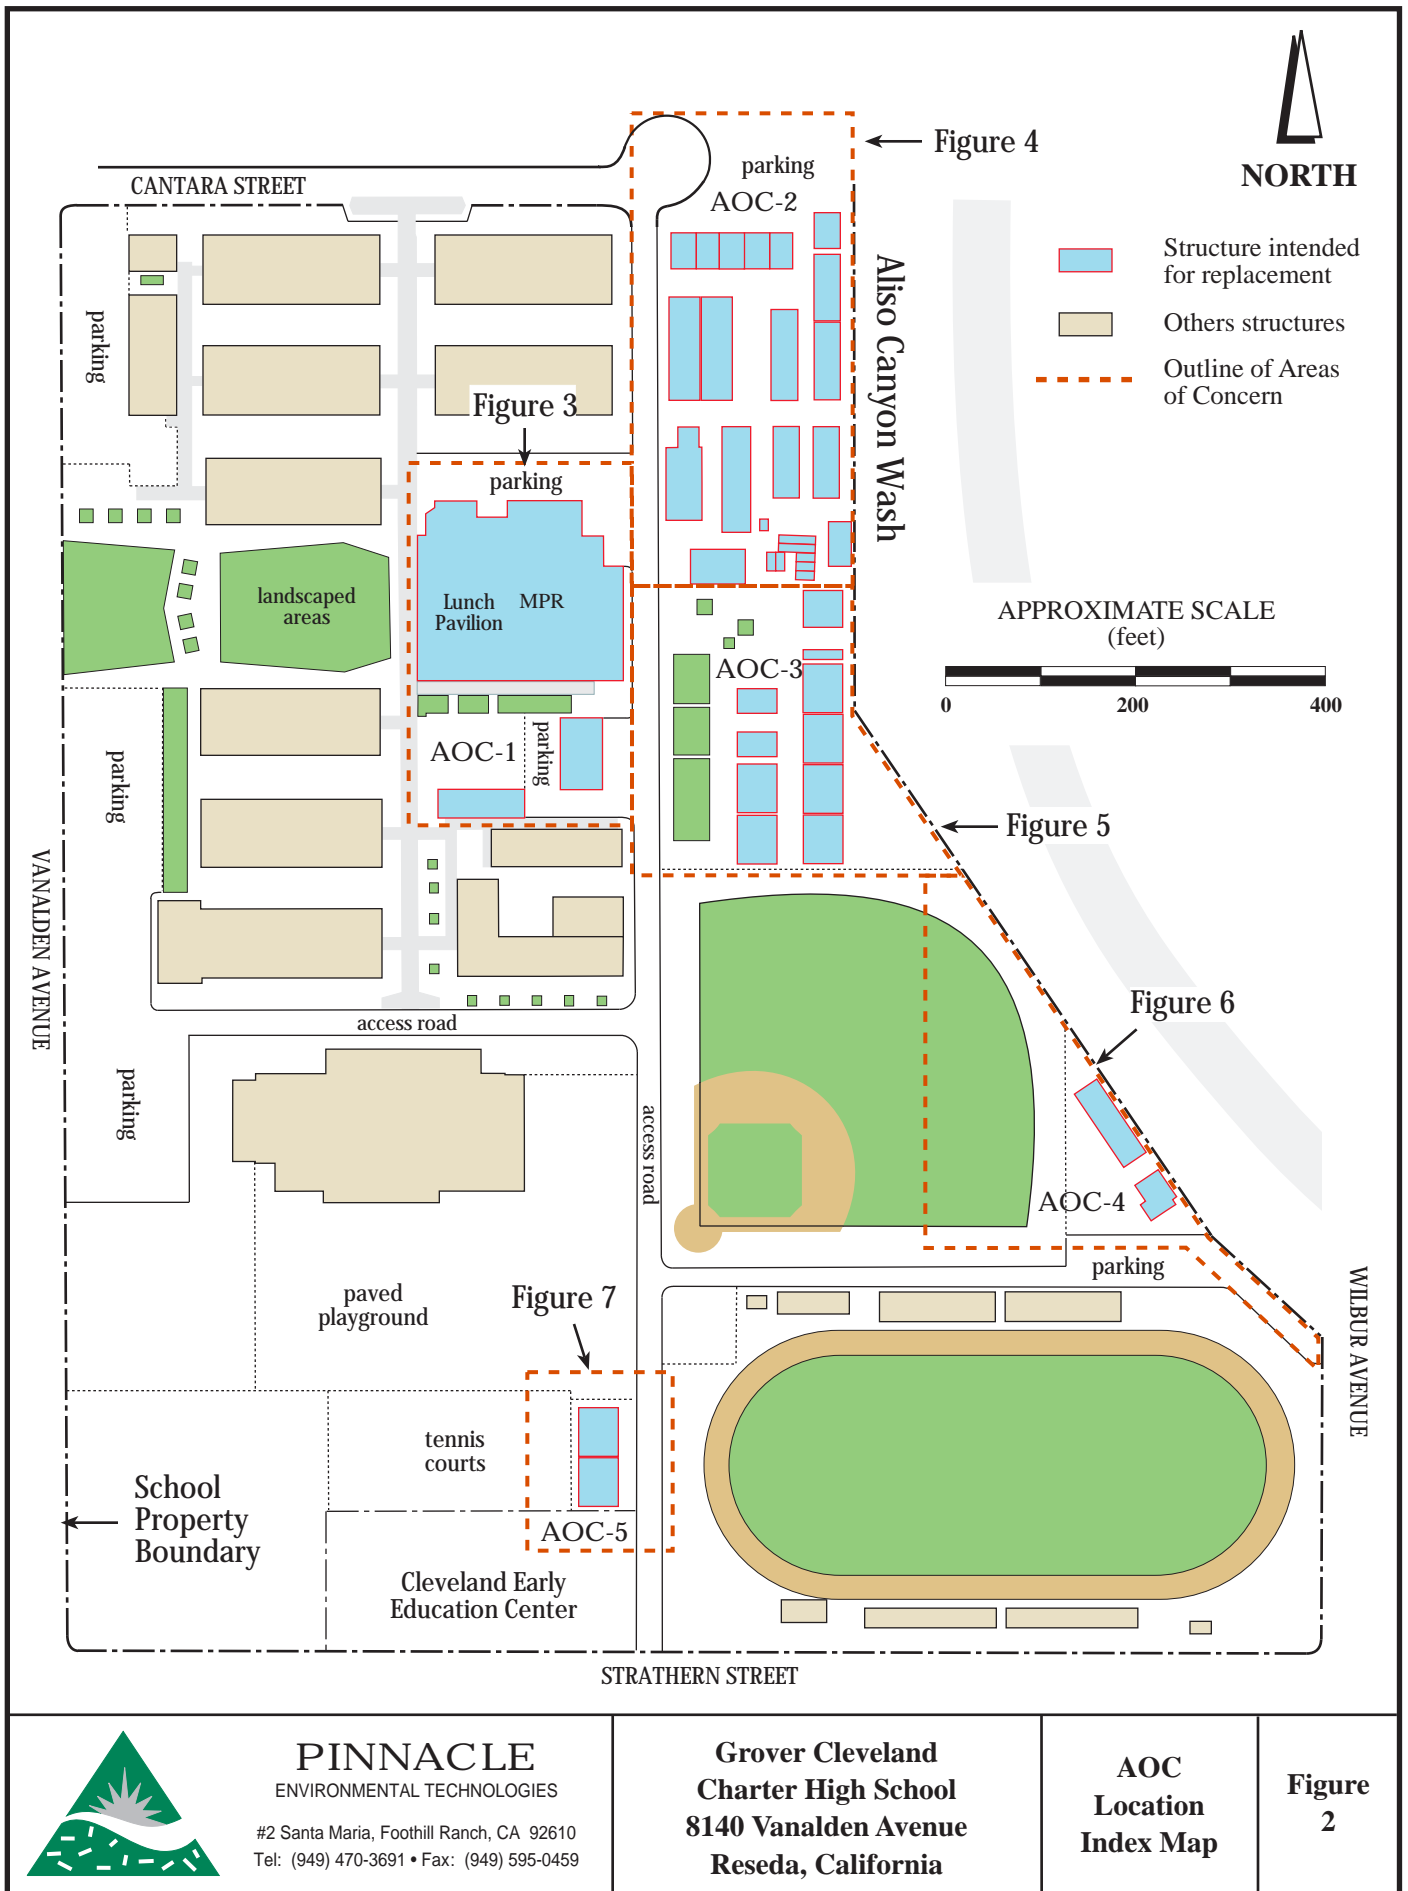 Figure 4
NORTH
parking
CANTARA STREET
AOC-2
Aliso Canyon Wash
Structure intended
for replacement
Others structures
Outline of Areas
of Concern
parking
Figure 3
parking
landscaped
areas
Lunch
Pavilion
MPR
APPROXIMATE SCALE
(feet)
0
200
400
AOC-3
AOC-1
parking
parking
Figure 5
VANALDEN AVENUE
Figure 6
access road
parking
access road
AOC-4
parking
WILBUR AVENUE
paved
playground
Figure 7
tennis
courts
School
Property
Boundary
AOC-5
Cleveland Early
Education Center
STRATHERN STREET
PINNACLE
ENVIRONMENTAL TECHNOLOGIES
#2 Santa Maria, Foothill Ranch, CA 92610
Tel: (949) 470-3691 • Fax: (949) 595-0459
Grover Cleveland
Charter High School
8140 Vanalden Avenue
Reseda, California
AOC
Location
Index Map
Figure
2